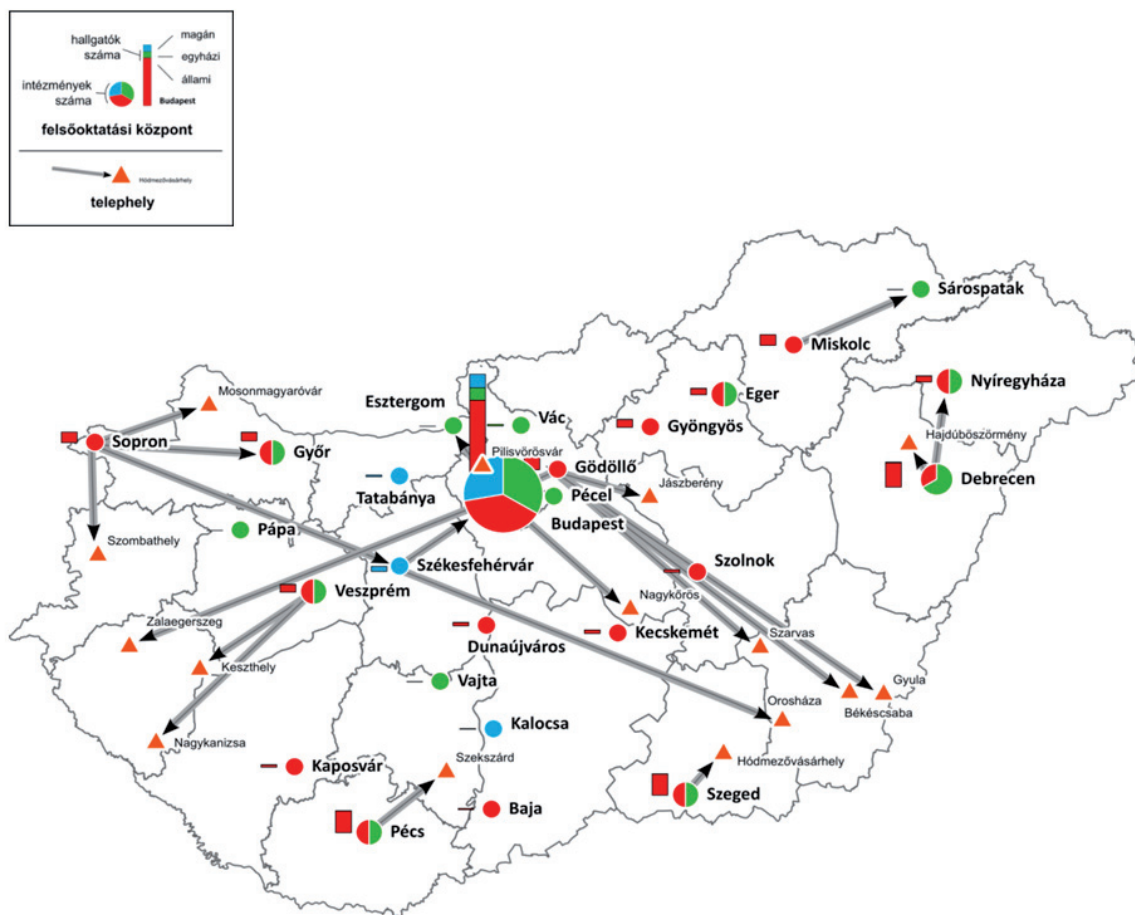 hallgatók
száma
magán
egyházi
állami
intézmények
száma
Budapest
felsőoktatási központ
Hódmezővásárhely
telephely
Sárospatak
Miskolc
Nyíregyháza
Eger
Mosonmagyaróvár
Esztergom
Vác
Gyöngyös
Hajdúböszörmény
Sopron
Győr
Pilisvörösvár
Gödöllő
Jászberény
Debrecen
Tatabánya
Pécel
Budapest
Pápa
Szombathely
Székesfehérvár
Szolnok
Veszprém
Nagykőrös
Zalaegerszeg
Dunaújváros
Kecskemét
Szarvas
Keszthely
Vajta
Gyula
Orosháza
Békéscsaba
Nagykanizsa
Kalocsa
Szekszárd
Hódmezővásárhely
Kaposvár
Szeged
Baja
Pécs